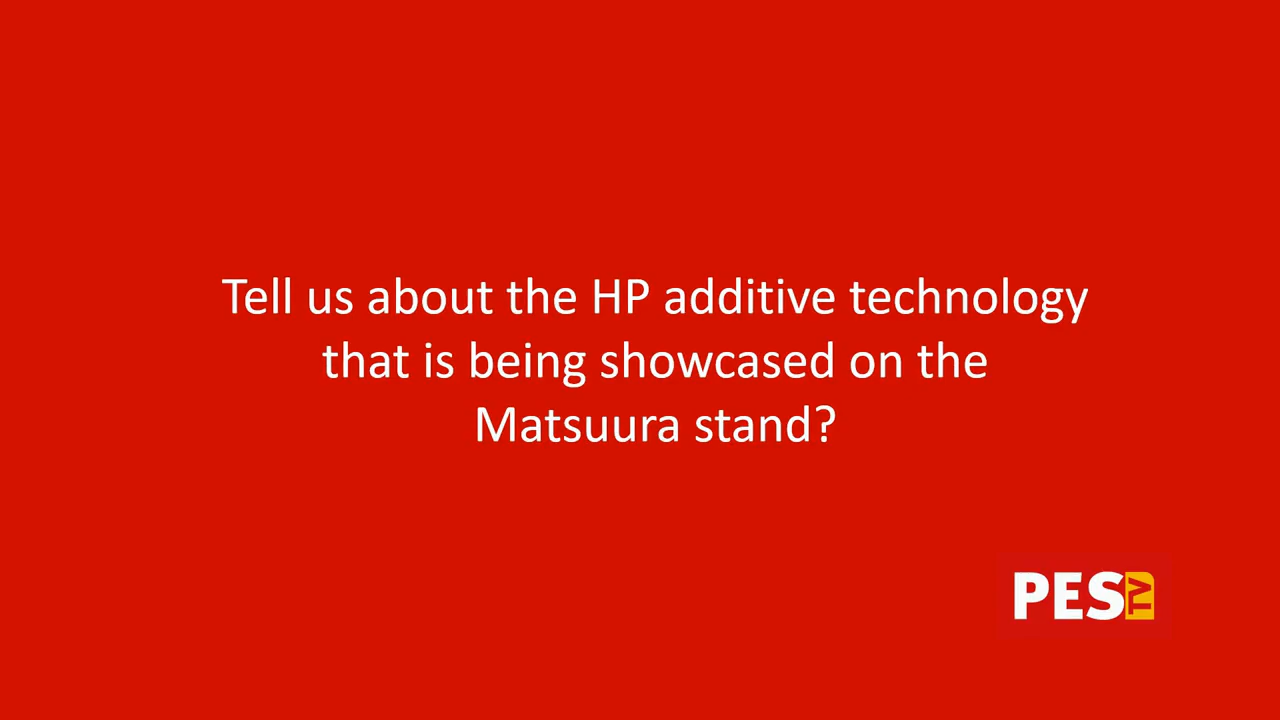 Tell us about the HP additive technology
that is being showcased on the
Matsuura stand?
PES TV